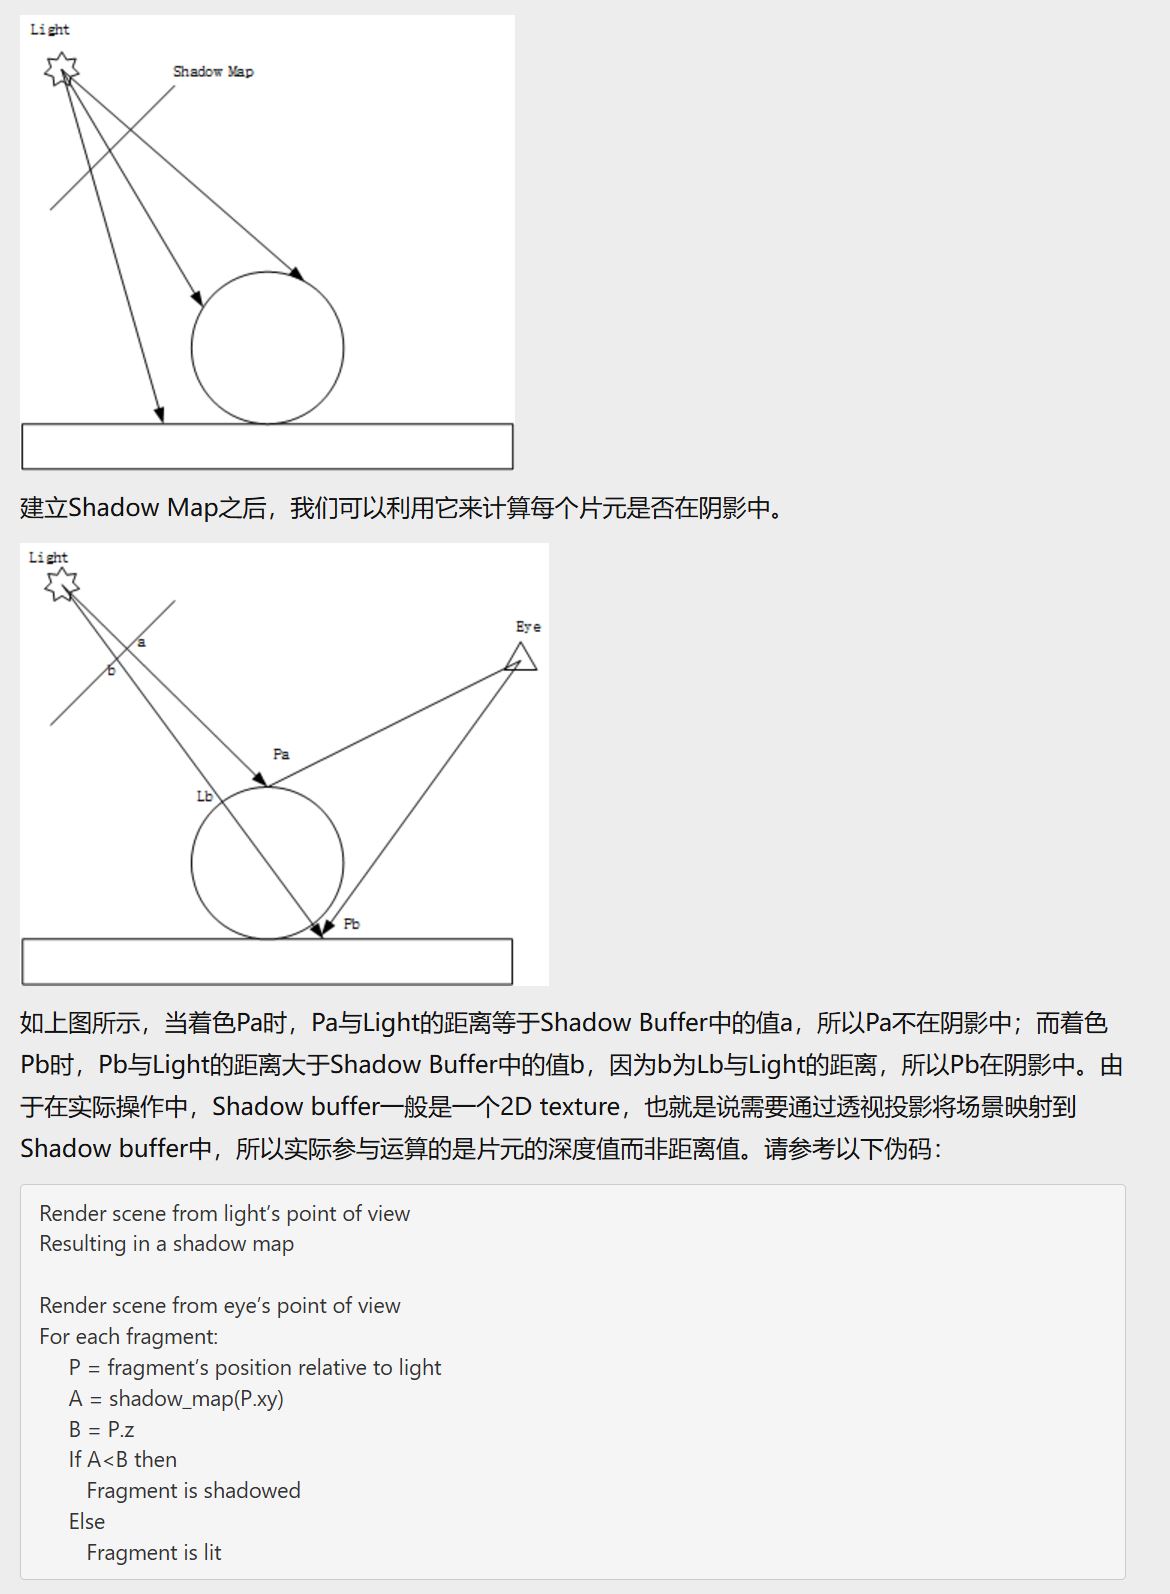 Light
Shadow Map
建立Shadow Map之后，我们可以利用它来计算每个片元是否在阴影中。
Light
Eye
a
b
Pa
Lb
Pb
如上图所示，当着色Pa时，Pa与Light的距离等于Shadow Buffer中的值a，所以Pa不在阴影中；而着色
Pb时，Pb与Light的距离大于Shadow Buffer中的值b，因为b为Lb与Light的距离，所以Pb在阴影中。由
于在实际操作中，Shadow buffer一般是一个2D texture，也就是说需要通过透视投影将场景映射到
Shadow buffer中，所以实际参与运算的是片元的深度值而非距离值。请参考以下伪码：
Render scene from light’s point of view
Resulting in a shadow map
Render scene from eye’s point of view
For each fragment:
P = fragment’s position relative to light
A = shadow_map(P.xy)
B = P.z
If A<B then
Fragment is shadowed
Else
Fragment is lit